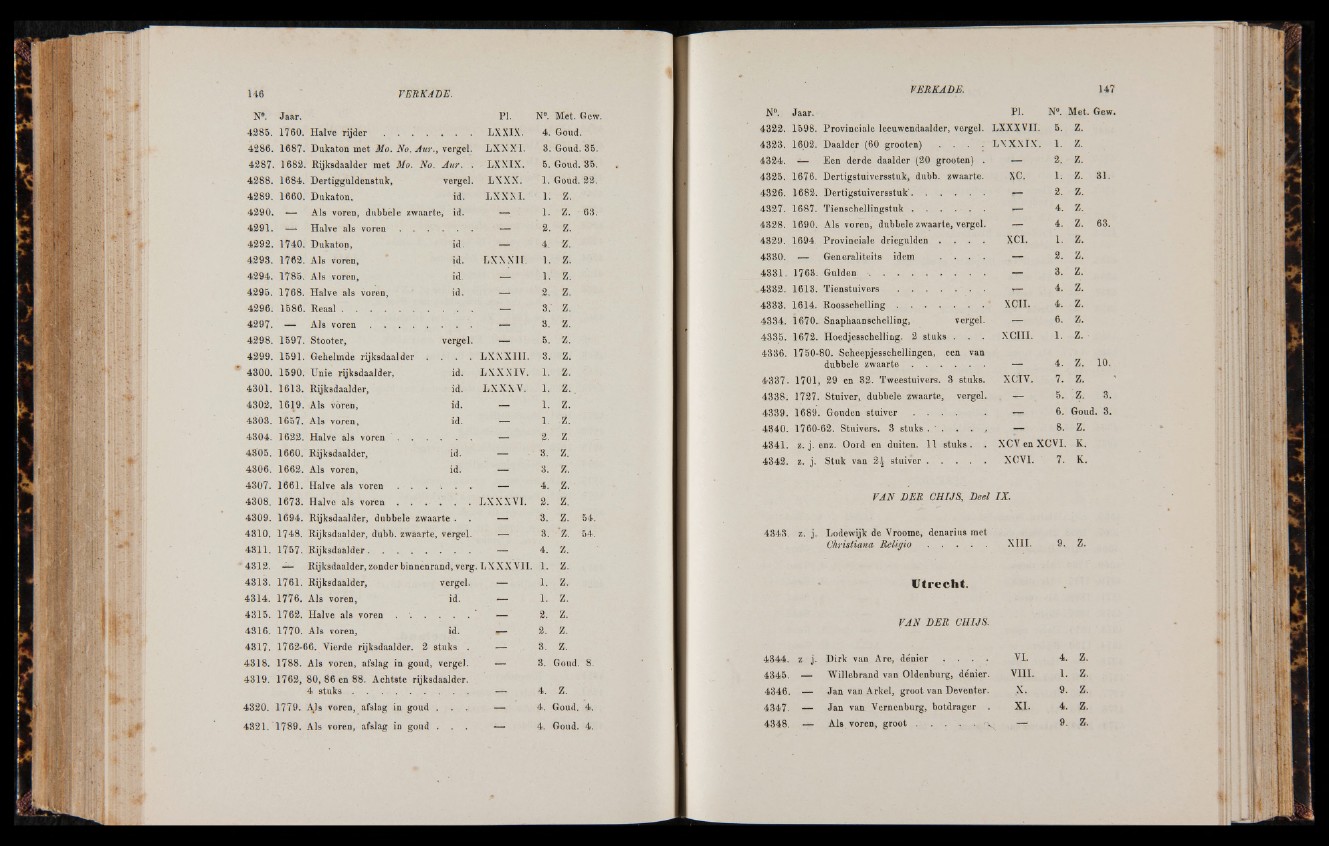 146 VERKADE.
N°. Jaar. Pl. N°. Met. Gew.
4285. 1760. Halve rijder . . . . . . . LXXIX. 4. Goud.
4286. 1687. Dukaton met Mo. No. Aur., vergel. LXXXI. 3. Goud. 35.
4287. 1682. Rijksdaalder met Mo. No. Aur. . LXXIX. 5. Goud. 35.
4288. 1684. Dertiggildenstuk, vergel. LXXX. 1. Goud. 22.
4289. 1660. Dukaton, id. LXXXI. 1. Z.
4290. — Als voren, dubbele zwaarte, id. — 1. Z. 63.
4291. — Halve als voren . . . . . . — 2. Z.
4292. 1740. Dukaton, id. — 4. Z.
4293. 1762. Als voren, id. LXXXII. 1. Z.
4294. 1785. Als voren, id. — 1. Z.
4295. 1768. Halve als voren, id. — 2. Z.
4296. 1586. Reaal . . . . . . . . . — 3. Z.
4297. — Als voren . . . . . . . . — 3. Z.
4298. 1597. Stooter, vergel. — 5. Z.
4299. 1591. Gehelmde rijksdaalder . . . . LXXXIII. 3. Z.
4300. 1590. Unie rijksdaalder, id. LXXXIV. 1. Z.
4301. 1613. Rijksdaalder, id. LXXXV. 1. Z.
4302. 1619. Als voren, id. — 1. Z.
4303. 1657. Als voren, id. — 1. Z.
4304. 1622. Halve als voren . . . . . . — 2. Z
4305. 1660. Rijksdaalder, id. — 3. Z.
4306. 1662. Als voren, id. — 3. Z.
4307. 1661. Halve als voren . . . . . . — 4. Z.
4308. 1673. Halve als voren . . . . . . LXXXVI. 2. Z.
4309. 1694. Rijksdaalder, dubbele zwaarte . . — 3. Z. 54.
4310. 1748. Rijksdaalder, dubb. zwaarte, vergel. — 3. Z. 54.
4311. 1757. Rijksdaalder . . . . . . . . — 4. Z.
4312. — Rijksdaalder, zonder binnenrand, verg. LXXXVII. 1. Z.
4313. 1761. Rijksdaalder, vergel. — 1. Z.
4314. 1776. Als voren, id. — 1. Z.
4315. 1762. Halve als voren . . . . . . — 2. Z.
4316. 1770. Als voren, id. — 2. Z.
4317. 1762-66. Vierde rijksdaalder. 2 stuks . — 3. Z.
4318. 1788. Als voren, afslag in goud, vergel. — 3. Goud. 8.
4319. 1762, 80, 86 en 88. Achtste rijksdaalder.
4 stuks . . . . . . . . . — 4. Z.
4320. 1779. Als voren, afslag in goud . . . — 4. Goud. 4.
4321. 1789. Als voren, afslag in goud . . . — 4. Goud. 4.
VERKADE. 147
N°. Jaar. Pl. N°. Met. Gew.
4322. 1598. Provinciale leeuwendaalder, vergel. LXXXVII. 5. Z.
4323. 1602. Daalder (60 grooten) . . . . LXXXIX. 1. Z.
4324. — Een derde daalder (20 grooten) . — 2. Z.
4325. 1676. Dertigstuiversstuk, dubb. zwaarte. XC. 1. Z. 31.
4326. 1682. Dertigstuiversstuk . . . . . . — 2. Z.
4327. 1687. Tienschellingstuk . . . . . . — 4. Z.
4328. 1690. Als voren, dubbele zwaarte, vergel. — 4. Z. 63.
4329. 1694 Provinciale driegulden . . . . XCI. 1. Z.
4330. — Generaliteits idem . . . . — 2. Z.
4331. 1763. Gulden . . . . . . . . . — 3. Z.
4332. 1613. Tienstuivers . . . . . . . — 4. Z.
4333. 1614. Roosschelling . . . . . . . XCII. 4. Z.
4334. 1670. Snaphaanschelling, vergel. — 6. Z.
4335. 1672. Hoedjesschelling. 2 stuks . . . XCIII. 1. Z.
4336. 1750-80. Scheepjesschellingen, een van
dubbele zwaarte . . . . . . — 4. Z. 10.
4337. 1701, 29 en 32. Tweestuivers. 3 stuks. XCIV. 7. Z.
4338. 1727. Stuiver, dubbele zwaarte, vergel. — 5. Z. 3.
4339. 1689. Gouden stuiver . . . . . — 6. Goud. 3.
4340. 1760-62. Stuivers. 3 stuks . . . . . — 8. Z.
4341. z. j. enz. Oord en duiten. 11 stuks . . XCV en XCVI. K.
4342. z. j. Stuk van 2½ stuiver . . . . . XCVI. 7. K.
VAN DER CHIJS, Deel IX.
4343. z. j. Lodewijk de Vroome, denarius met
Christiana Religio . . . . . XIII. 9. Z.
Utrecht.
VAN DER CHIJS.
4344. z j. Dirk van Are, dénier . . . . VI. 4. Z.
4345. — Willebrand van Oldenburg, dénier. VIII. 1. Z.
4346. — Jan van Arkel, groot van Deventer. X. 9. Z.
4347. — Jan van Vernenburg, botdrager . XI. 4. Z.
4348. — Als voren, groot . . . . . . — 9. Z.